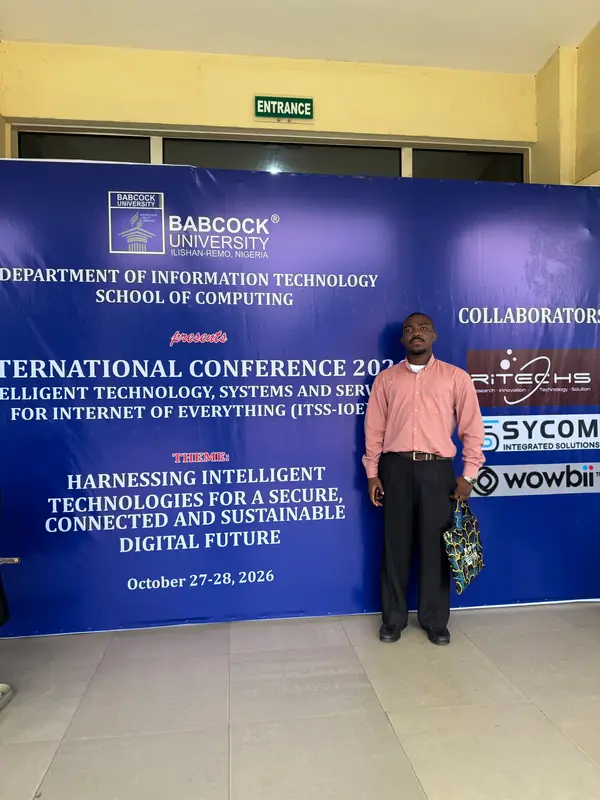 ENTRANCE
BABCOCK
UNIVERSITY
BABCOCK®
UNIVERSITY
ILISHAN-REMO, NIGERIA
DEPARTMENT OF INFORMATION TECHNOLOGY
SCHOOL OF COMPUTING
presents
TERNATIONAL CONFERENCE 202
ELLIGENT TECHNOLOGY, SYSTEMS AND SERV
FOR INTERNET OF EVERYTHING (ITSS-IOE
THEME:
HARNESSING INTELLIGENT
TECHNOLOGIES FOR A SECURE,
CONNECTED AND SUSTAINABLE
DIGITAL FUTURE
October 27-28, 2026
COLLABORATORS
RiTECHS
Research - Innovation - Technology - Solution
SYCOM
INTEGRATED SOLUTIONS
wowbii